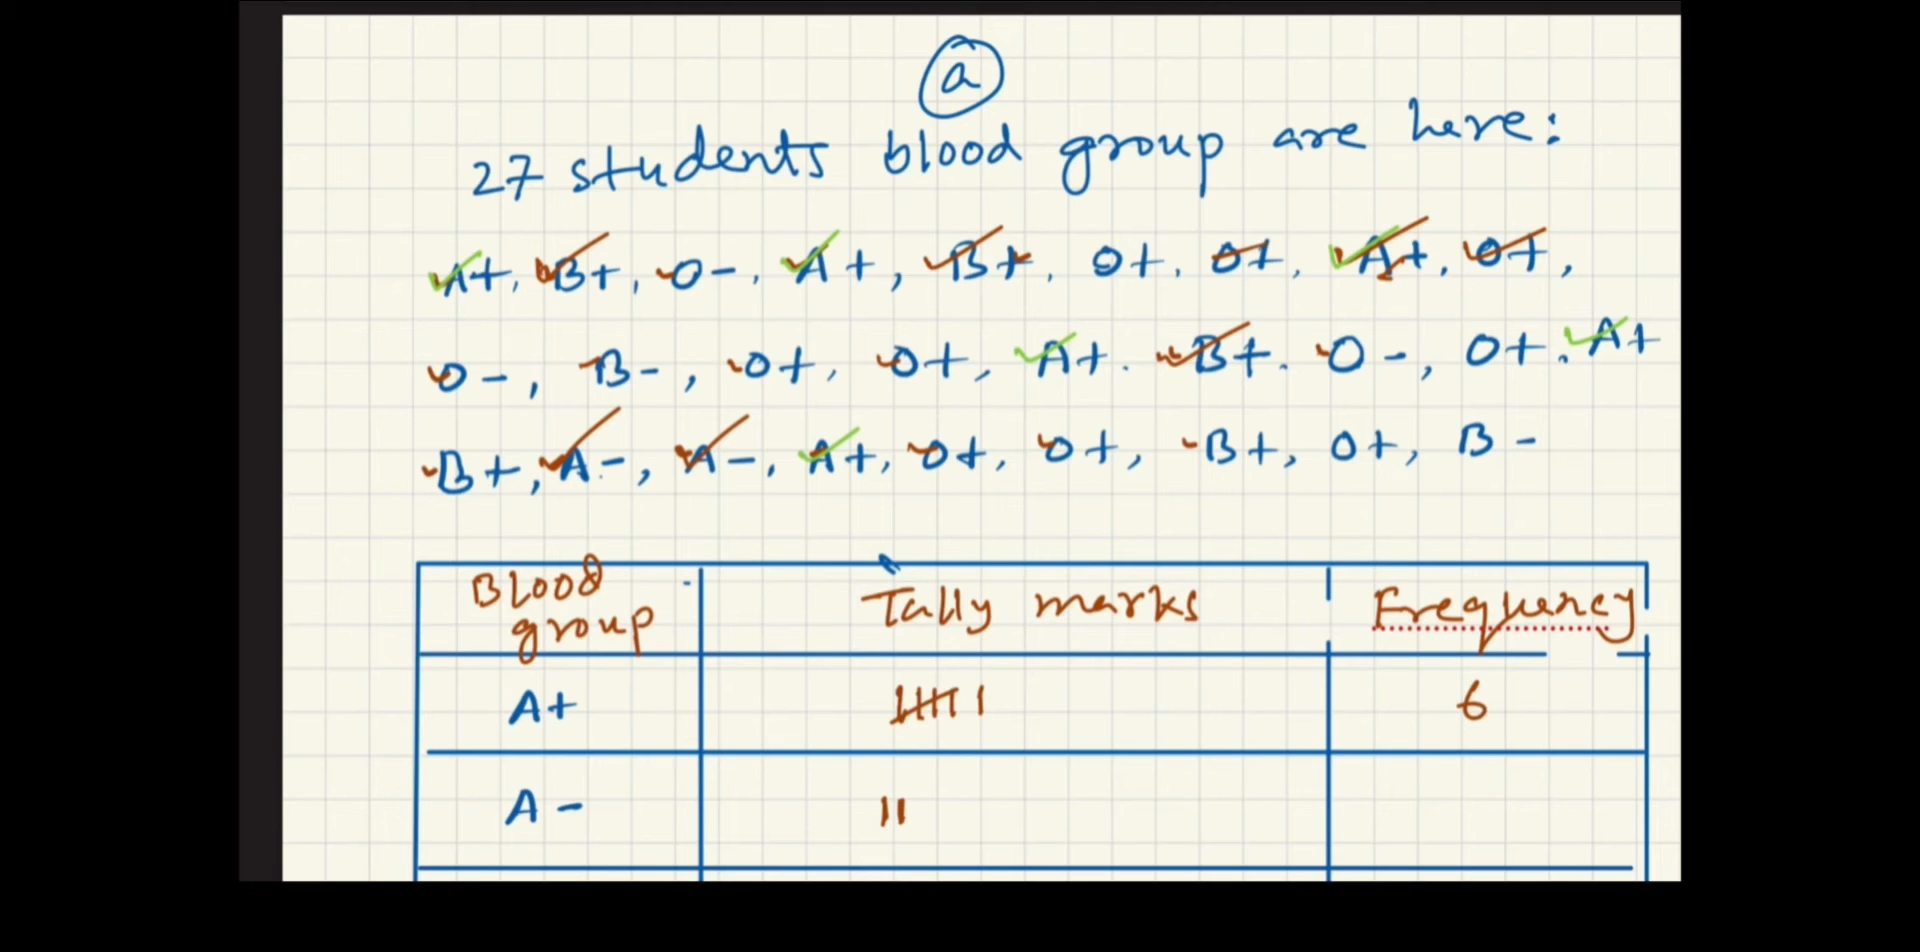 a
27 students blood group are here:
A+, B+, O-, A+, B+, O+, O+, A+, O+,
O-, B-, O+, O+, A+, B+, O-, O+, A+
B+, A-, A-, A+, O+, O+, B+, O+, B-
Blood group Tally marks Frequency
A+ 𝍸| 6
A- ||